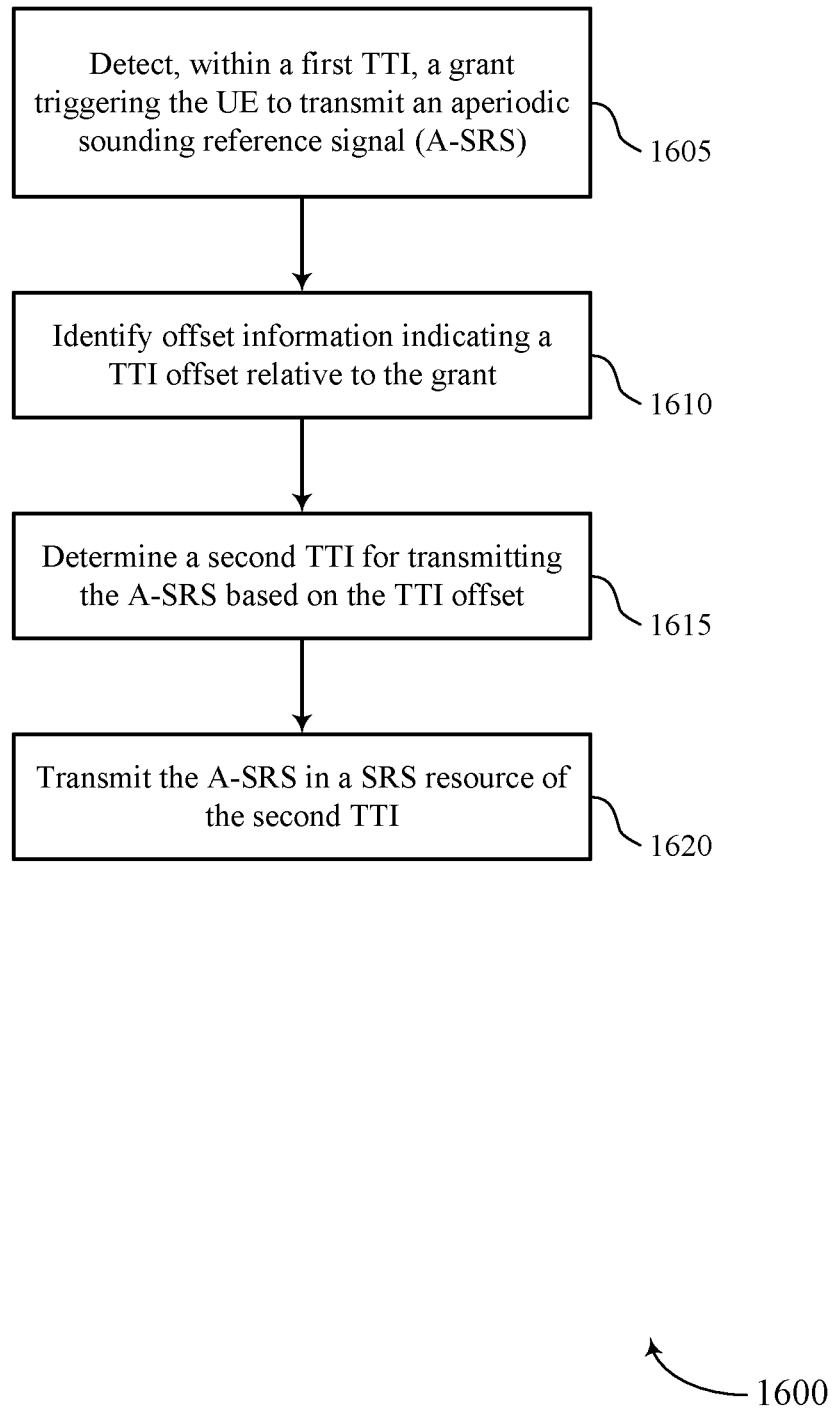 Detect, within a first TTI, a grant
triggering the UE to transmit an aperiodic
sounding reference signal (A-SRS)
1605
Identify offset information indicating a
TTI offset relative to the grant
1610
Determine a second TTI for transmitting
the A-SRS based on the TTI offset
1615
Transmit the A-SRS in a SRS resource of
the second TTI
1620
1600